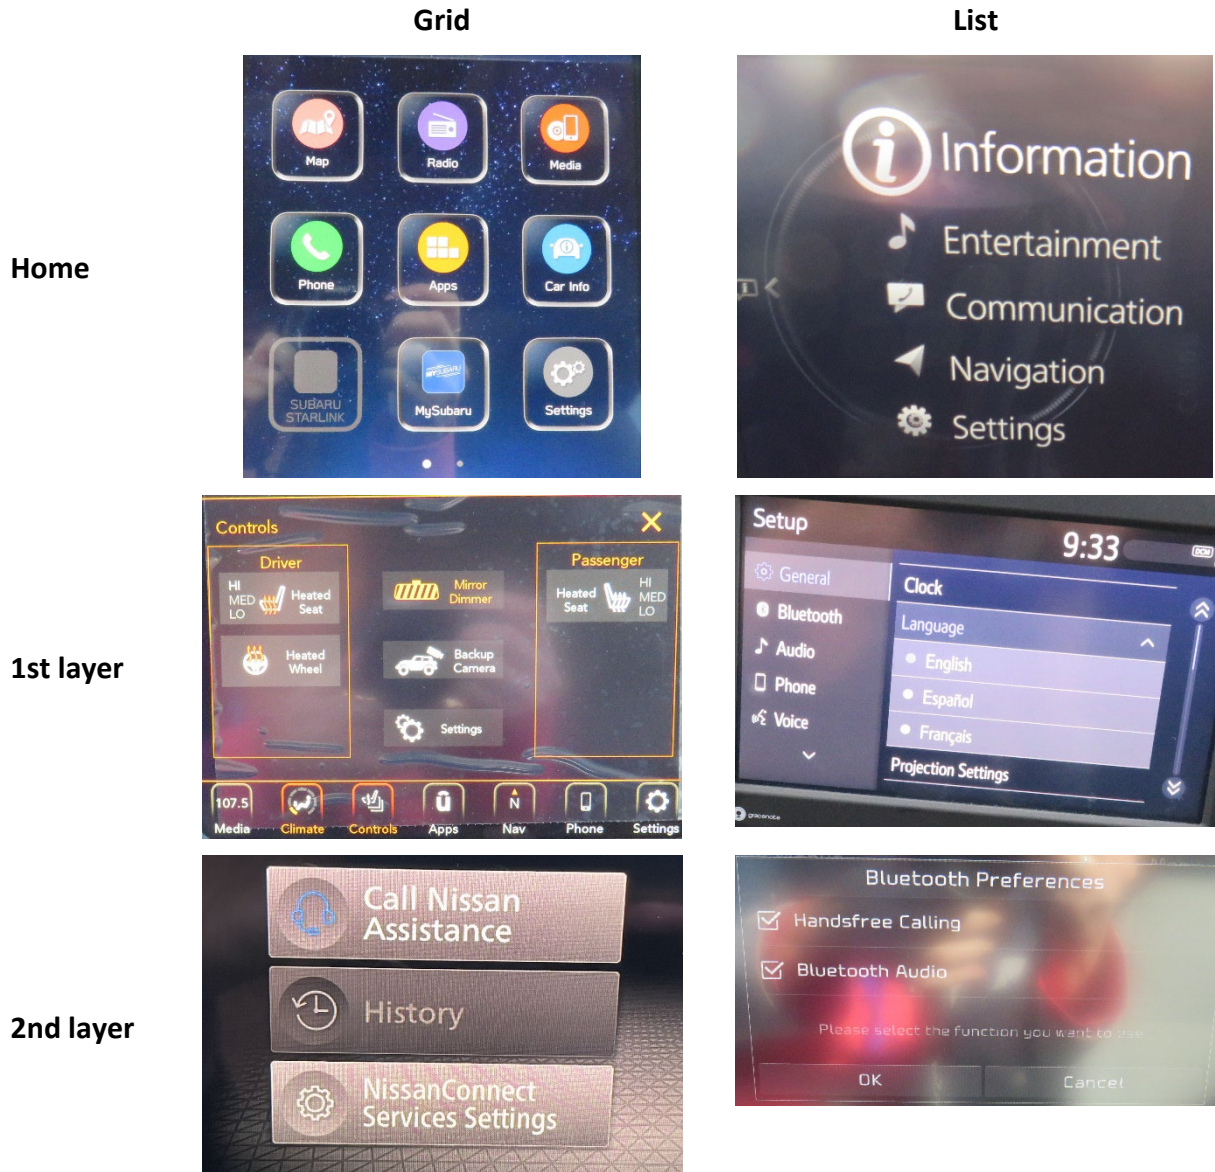 Grid
List
Home
Map
Radio
Media
Phone
Apps
Car Info
SUBARU
STARLINK
MYSUBARU
MySubaru
Settings
Information
Entertainment
Communication
Navigation
Settings
1st layer
Controls
Driver
HI
MED
LO
Heated
Seat
Heated
Wheel
Mirror
Dimmer
Backup
Camera
Settings
Passenger
Heated
Seat
HI
MED
LO
107.5
Media
Climate
Controls
Apps
N
Nav
Phone
Settings
Setup
9:33
DCM
General
Bluetooth
Audio
Phone
Voice
Clock
Language
English
Español
Français
Projection Settings
gracenote
2nd layer
Call Nissan
Assistance
History
NissanConnect
Services Settings
Bluetooth Preferences
Handsfree Calling
Bluetooth Audio
Please select the function you want to use
OK
Cancel